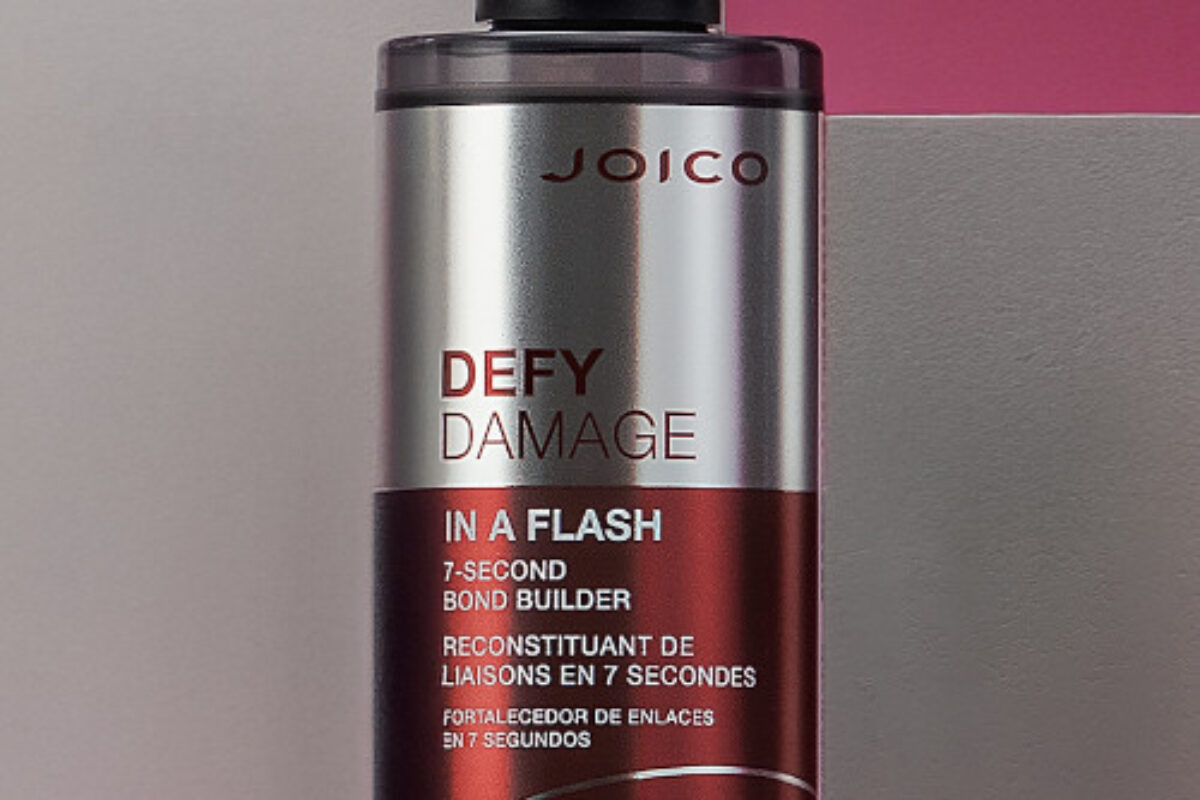 JOICO
DEFY
DAMAGE
IN A FLASH
7-SECOND
BOND BUILDER
RECONSTITUANT DE
LIAISONS EN 7 SECONDES
FORTALECEDOR DE ENLACES
EN 7 SEGUNDOS